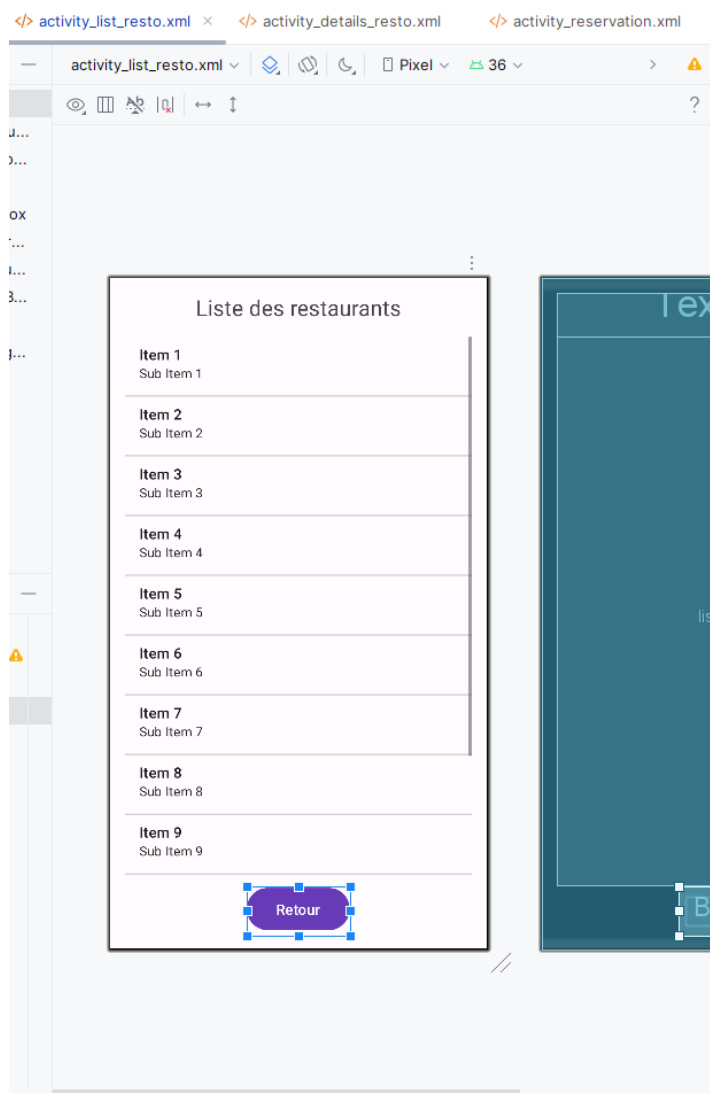 </> activity_list_resto.xml × </> activity_details_resto.xml </> activity_reservation.xml
activity_list_resto.xml Pixel 36
?
u...
o...
ox
r...
u...
B...
g...
Liste des restaurants
Tex
Item 1
Sub Item 1
Item 2
Sub Item 2
Item 3
Sub Item 3
Item 4
Sub Item 4
Item 5
Sub Item 5
lis
Item 6
Sub Item 6
Item 7
Sub Item 7
Item 8
Sub Item 8
Item 9
Sub Item 9
Retour
B